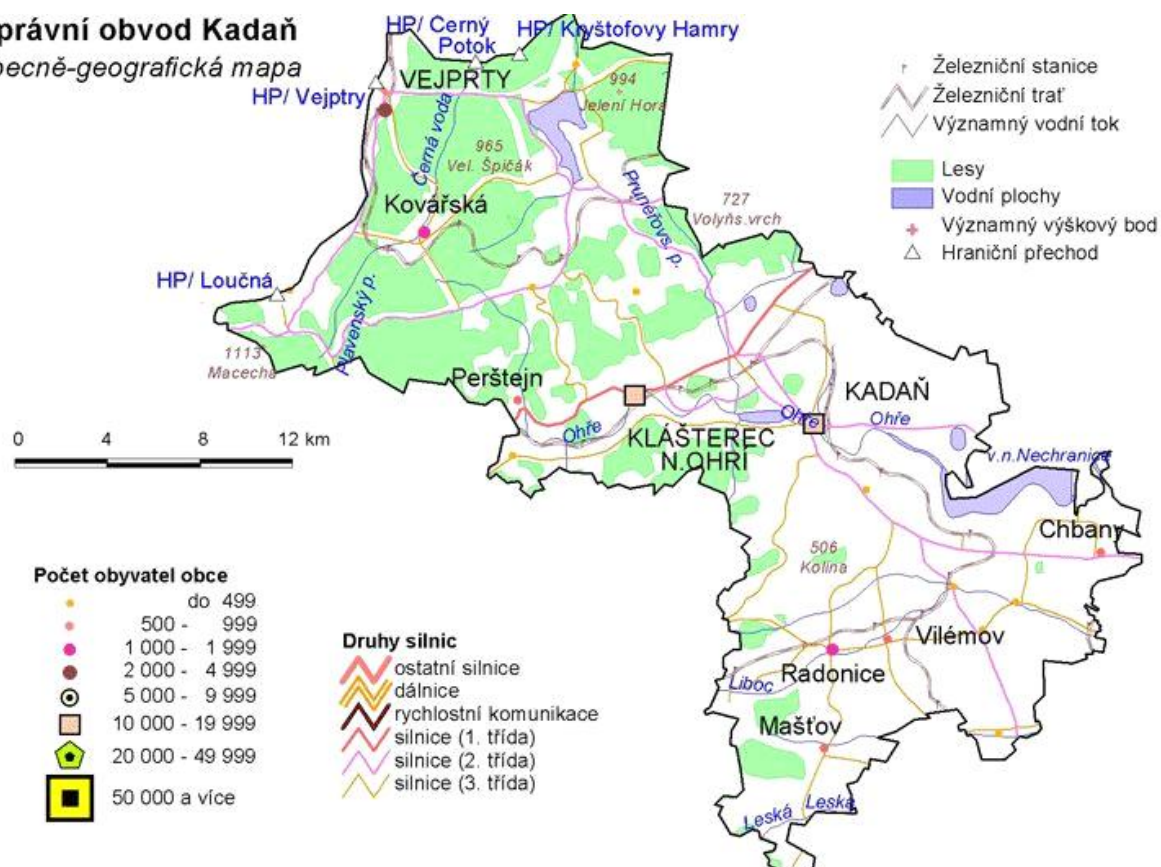 právní obvod Kadaň
pecně-geografická mapa
HP/ Černý
Potok
HP/ Kryštofovy Hamry
VEJPRTY
HP/ Vejptry
994
Jelení Hora
Černá voda
965
Vel. Špičák
Kovářská
Prunéřovs. p.
727
Volyňs.vrch
HP/ Loučná
Plavenský p.
1113
Macecha
Perštejn
Ohře
KLÁŠTEREC
N.OHŘÍ
Ohře
KADAŇ
Ohře
v.n.Nechranice
Chbany
506
Kolina
Vilémov
Radonice
Liboc
Mašťov
Leská
Leská
Železniční stanice
Železniční trať
Významný vodní tok
Lesy
Vodní plochy
Významný výškový bod
Hraniční přechod
0 4 8 12 km
Počet obyvatel obce
do 499
500 - 999
1 000 - 1 999
2 000 - 4 999
5 000 - 9 999
10 000 - 19 999
20 000 - 49 999
50 000 a více
Druhy silnic
ostatní silnice
dálnice
rychlostní komunikace
silnice (1. třída)
silnice (2. třída)
silnice (3. třída)